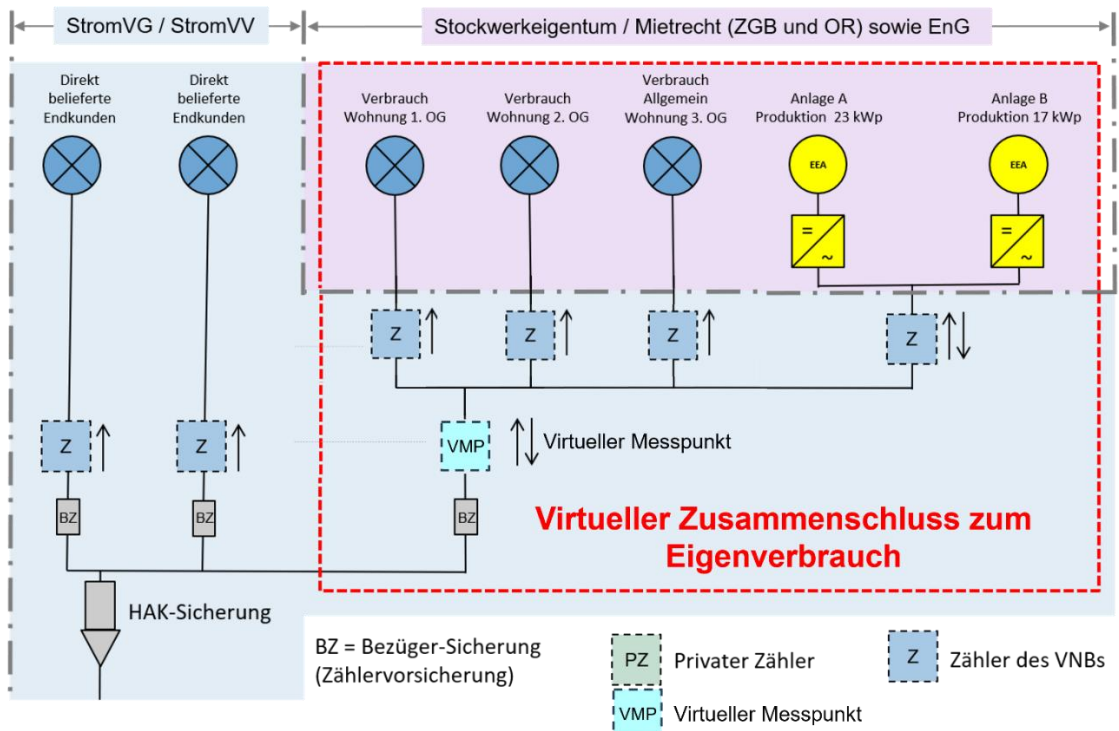 StromVG / StromVV
Stockwerkeigentum / Mietrecht (ZGB und OR) sowie EnG
Direkt
belieferte
Endkunden
Direkt
belieferte
Endkunden
Verbrauch
Wohnung 1. OG
Verbrauch
Wohnung 2. OG
Verbrauch
Allgemein
Wohnung 3. OG
Anlage A
Produktion 23 kWp
Anlage B
Produktion 17 kWp
EEA
EEA
=
~
=
~
Z
Z
Z
Z
Z
Z
VMP
Virtueller Messpunkt
BZ
BZ
BZ
Virtueller Zusammenschluss zum
Eigenverbrauch
HAK-Sicherung
BZ = Bezüger-Sicherung
(Zählervorsicherung)
PZ
Privater Zähler
Z
Zähler des VNBs
VMP
Virtueller Messpunkt